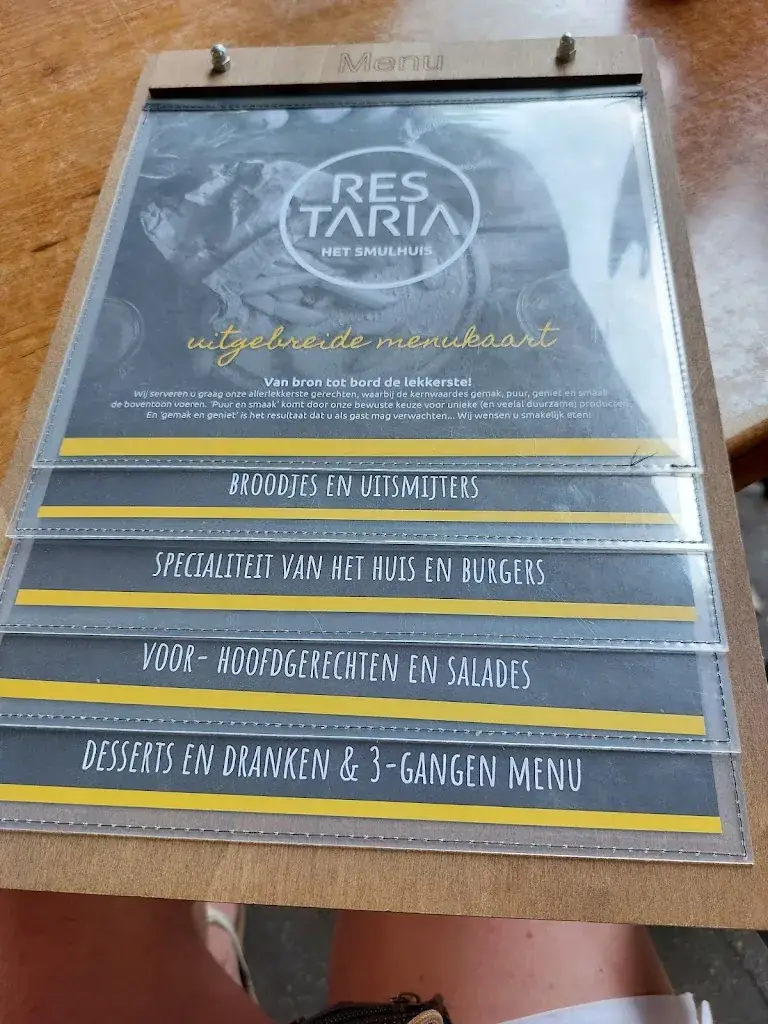 Menu
RES
TARIA
HET SMULHUIS
uitgebreide menukaart
Van bron tot bord de lekkerste!
Wij serveren u graag onze allerlekkerste gerechten, waarbij de kernwaardes gemak, puur, geniet en smaak
de boventoon voeren. 'Puur en smaak' komt door onze bewuste keuze voor unieke (en veelal duurzame) producten.
En 'gemak en geniet' is het resultaat dat u als gast mag verwachten... Wij wensen u smakelijk eten!
BROODJES EN UITSMIJTERS
SPECIALITEIT VAN HET HUIS EN BURGERS
VOOR- HOOFDGERECHTEN EN SALADES
DESSERTS EN DRANKEN & 3-GANGEN MENU